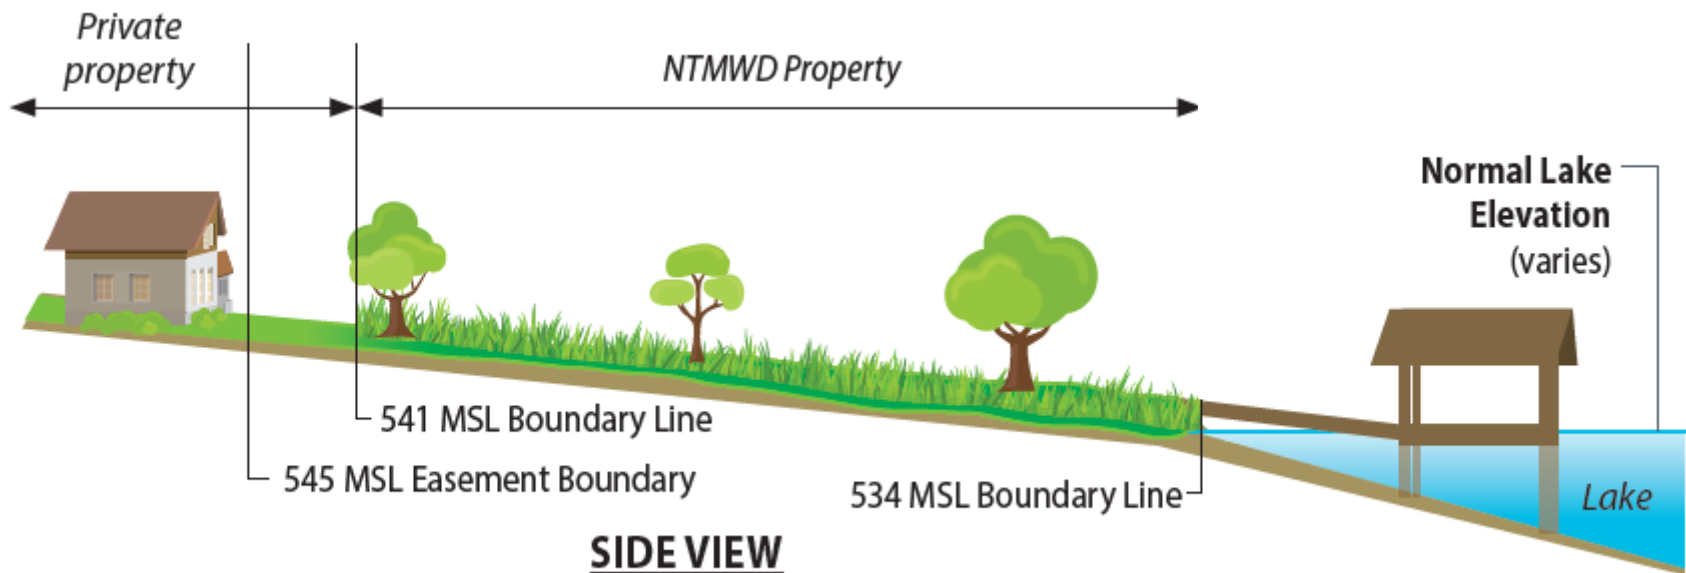 Private
property
NTMWD Property
Normal Lake
Elevation
(varies)
541 MSL Boundary Line
545 MSL Easement Boundary
534 MSL Boundary Line
Lake
SIDE VIEW